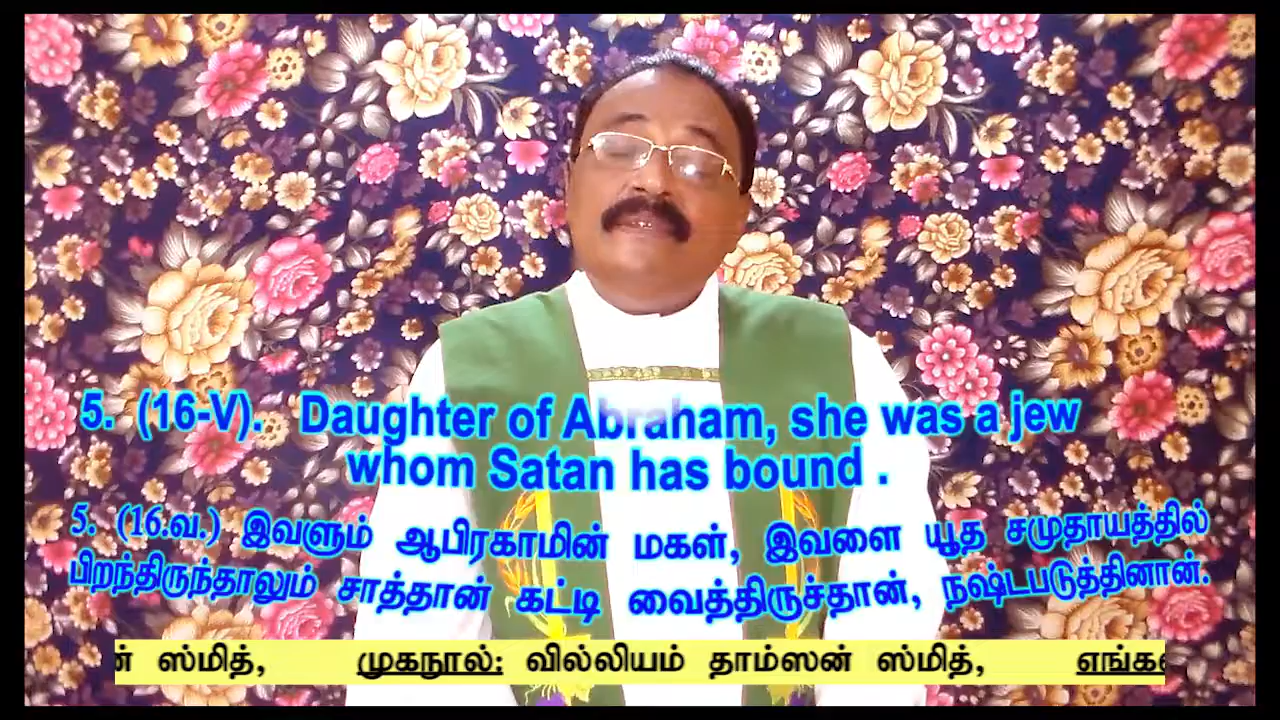 5. (16-V). Daughter of Abraham, she was a jew
whom Satan has bound .
5. (16.வ.) இவளும் ஆபிரகாமின் மகள், இவளை யூத சமுதாயத்தில்
பிறந்திருந்தாலும் சாத்தான் கட்டி வைத்திருச்தான், நஷ்டபடுத்தினான்.
ஸ்மித், முகநூல்: வில்லியம் தாம்ஸன் ஸ்மித்,